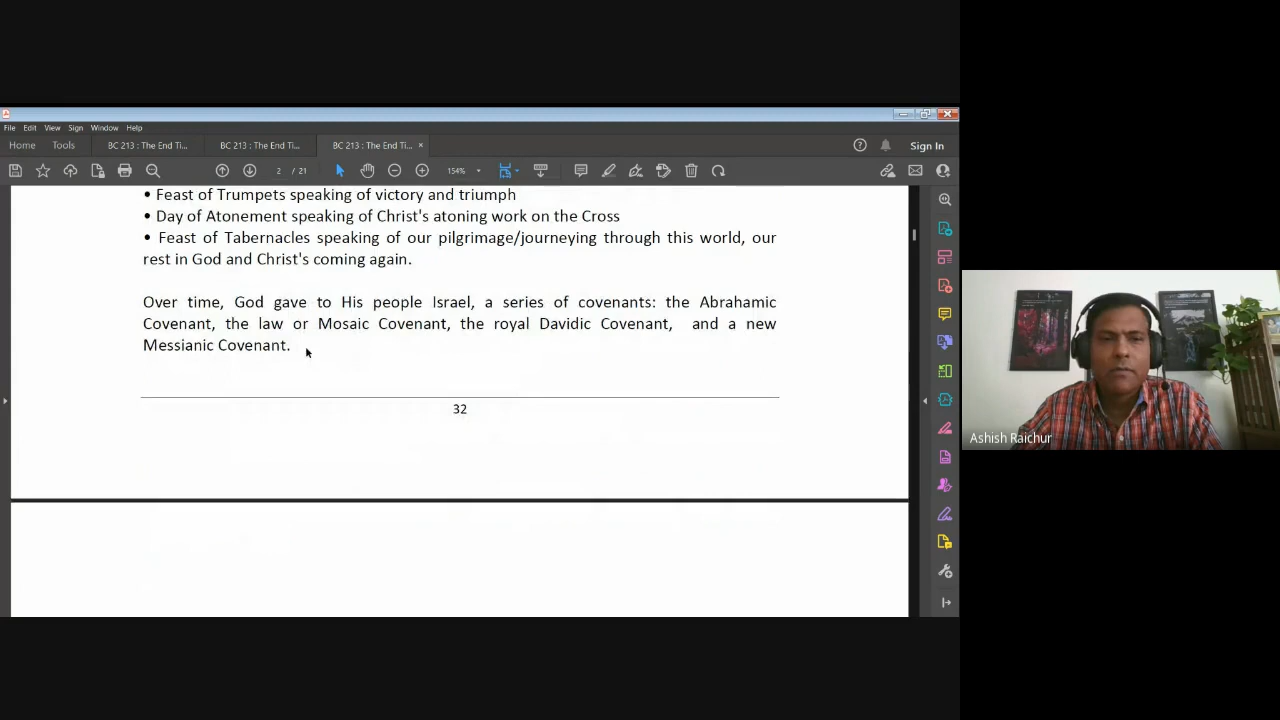 File Edit View Sign Window Help
Home Tools BC 213 : The End Ti... BC 213 : The End Ti... BC 213 : The End Ti... × Sign In
2 / 21 154%
• Feast of Trumpets speaking of victory and triumph
• Day of Atonement speaking of Christ's atoning work on the Cross
• Feast of Tabernacles speaking of our pilgrimage/journeying through this world, our
rest in God and Christ's coming again.
Over time, God gave to His people Israel, a series of covenants: the Abrahamic
Covenant, the law or Mosaic Covenant, the royal Davidic Covenant, and a new
Messianic Covenant.
32
Ashish Raichur